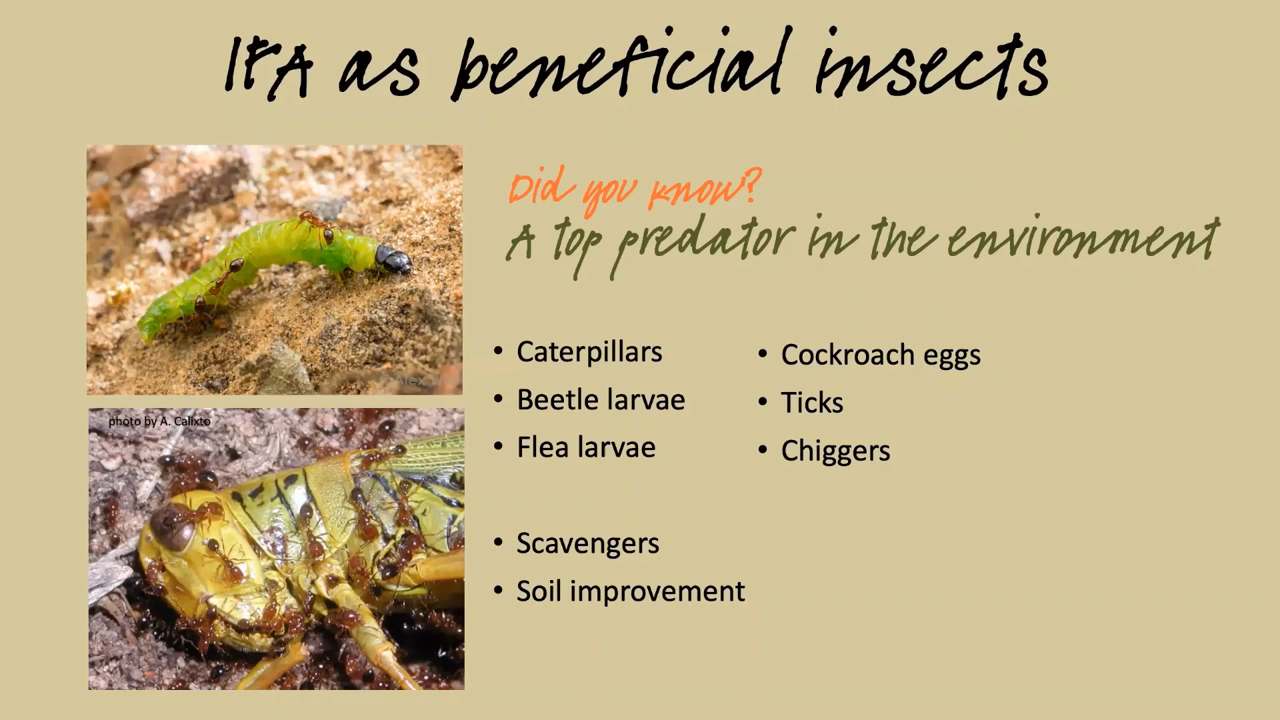 IFA as beneficial insects
Did you know?
A top predator in the environment
• Caterpillars
• Beetle larvae
• Flea larvae
• Cockroach eggs
• Ticks
• Chiggers
• Scavengers
• Soil improvement
photo by A. Calixto